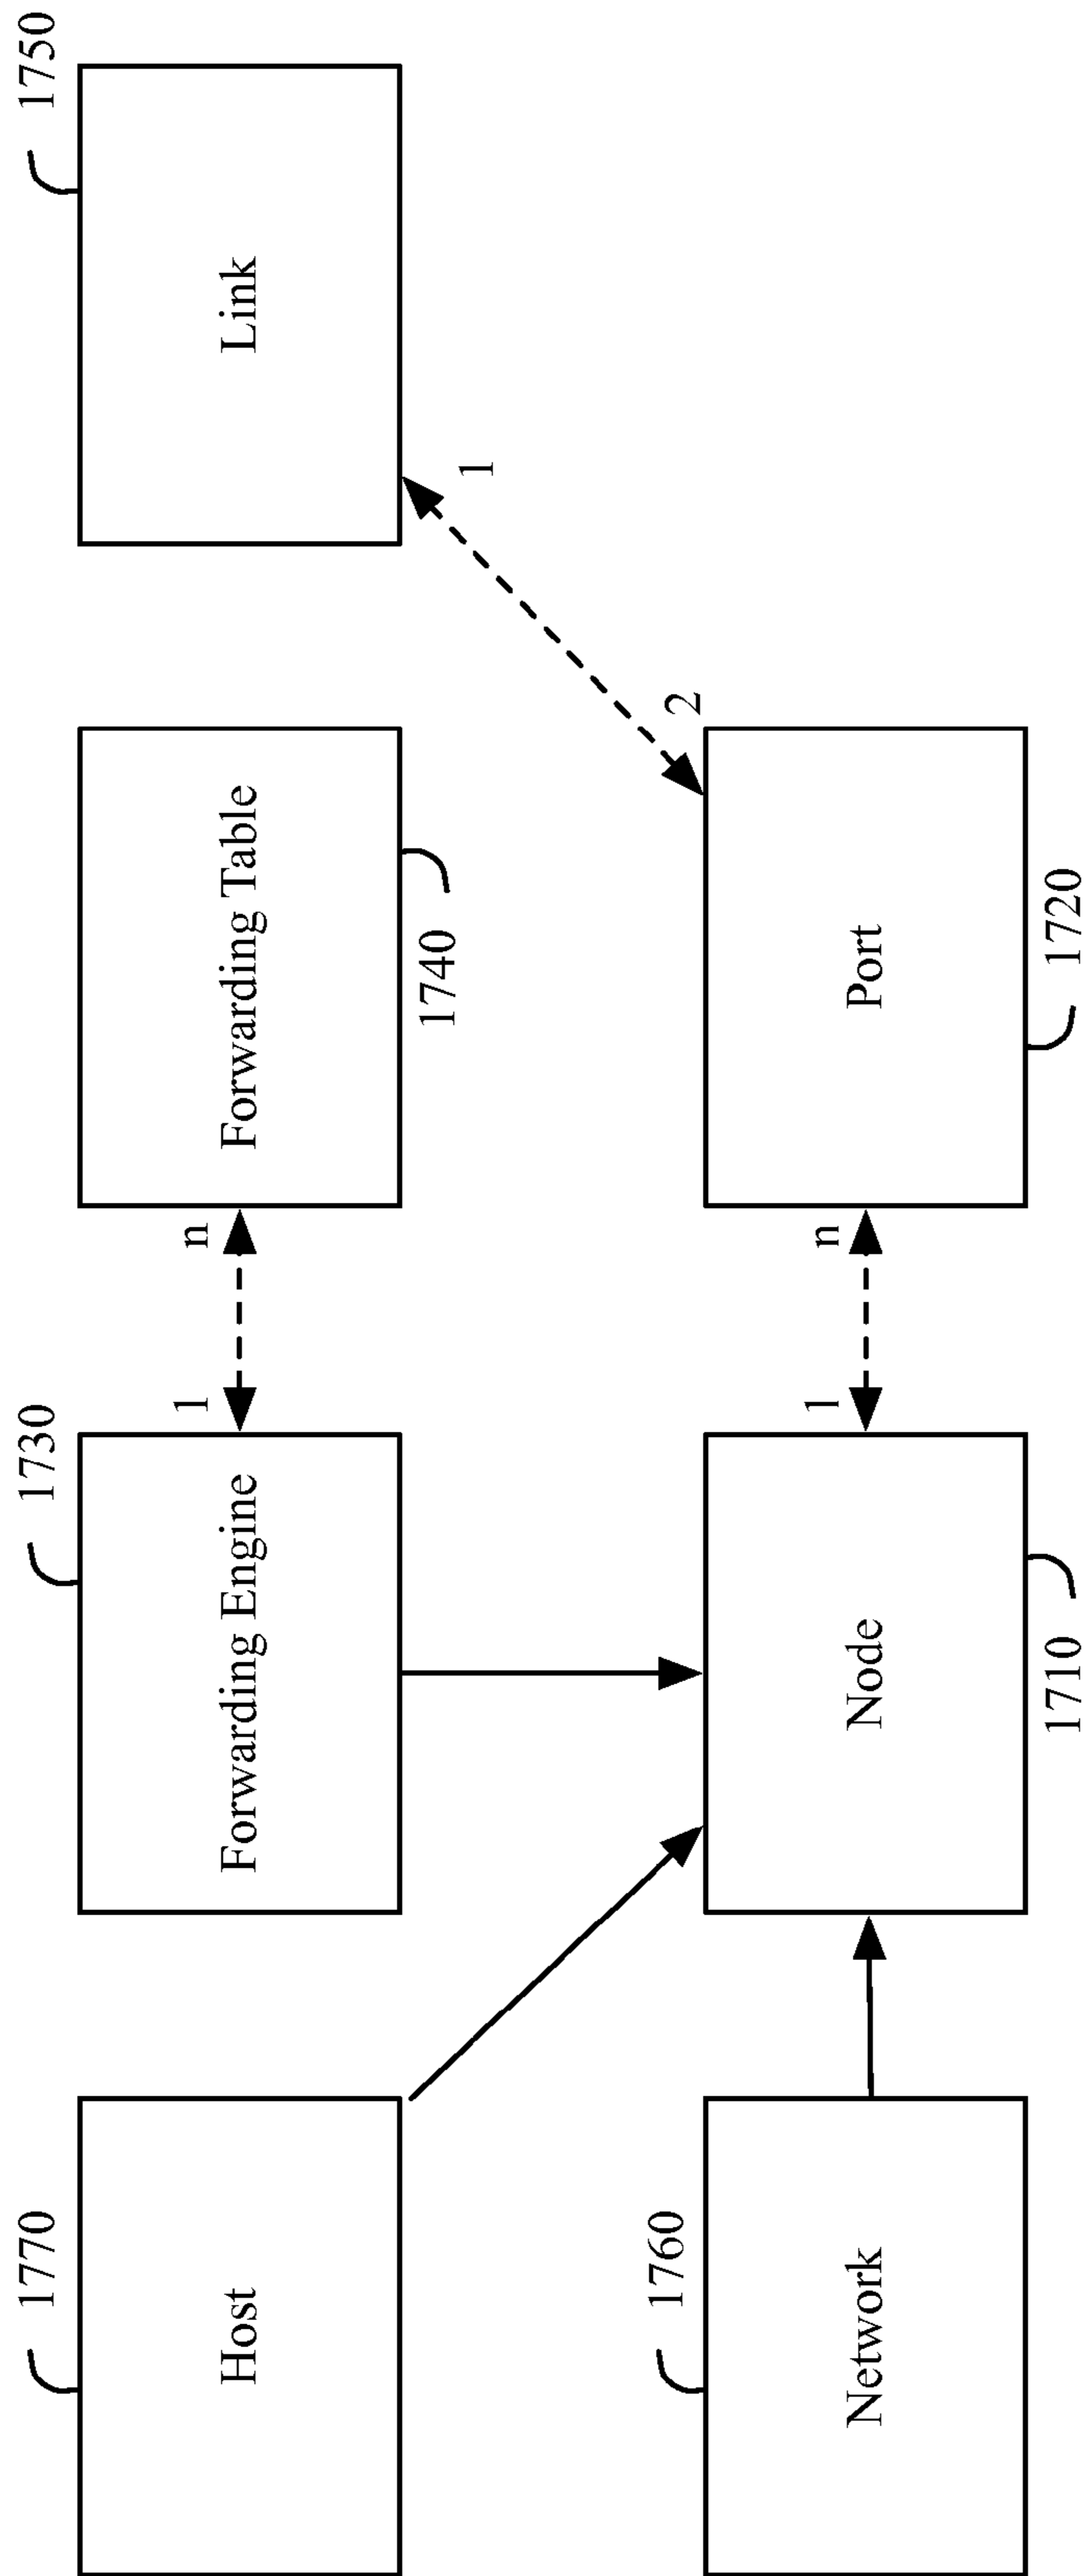 1770
Host
1730
Forwarding Engine
1
n
Forwarding Table
1740
1750
Link
1
2
1760
Network
Node
1710
1
n
Port
1720